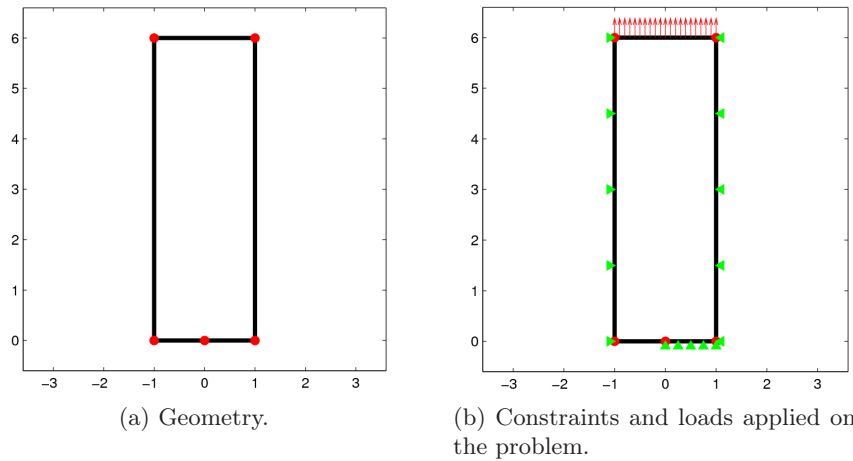 6
5
4
3
2
1
0
−3 −2 −1 0 1 2 3
(a) Geometry.
6
5
4
3
2
1
0
−3 −2 −1 0 1 2 3
(b) Constraints and loads applied on
the problem.